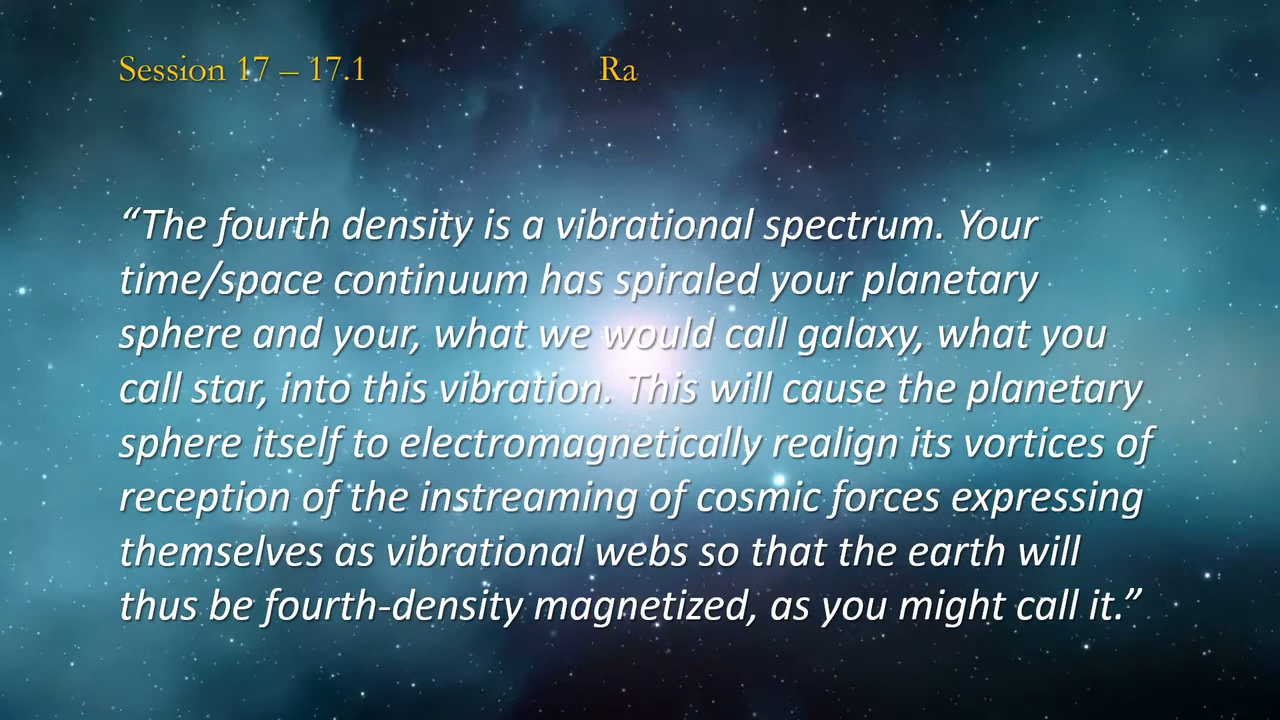 Session 17 – 17.1 Ra
“The fourth density is a vibrational spectrum. Your
time/space continuum has spiraled your planetary
sphere and your, what we would call galaxy, what you
call star, into this vibration. This will cause the planetary
sphere itself to electromagnetically realign its vortices of
reception of the instreaming of cosmic forces expressing
themselves as vibrational webs so that the earth will
thus be fourth-density magnetized, as you might call it.”